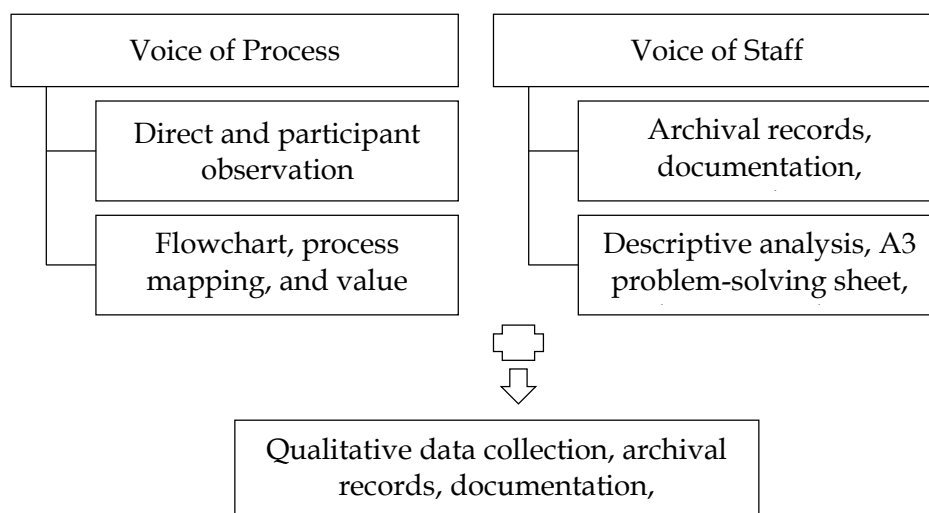 Voice of Process
Direct and participant
observation
Flowchart, process
mapping, and value
Voice of Staff
Archival records,
documentation,
Descriptive analysis, A3
problem-solving sheet,
Qualitative data collection, archival
records, documentation,